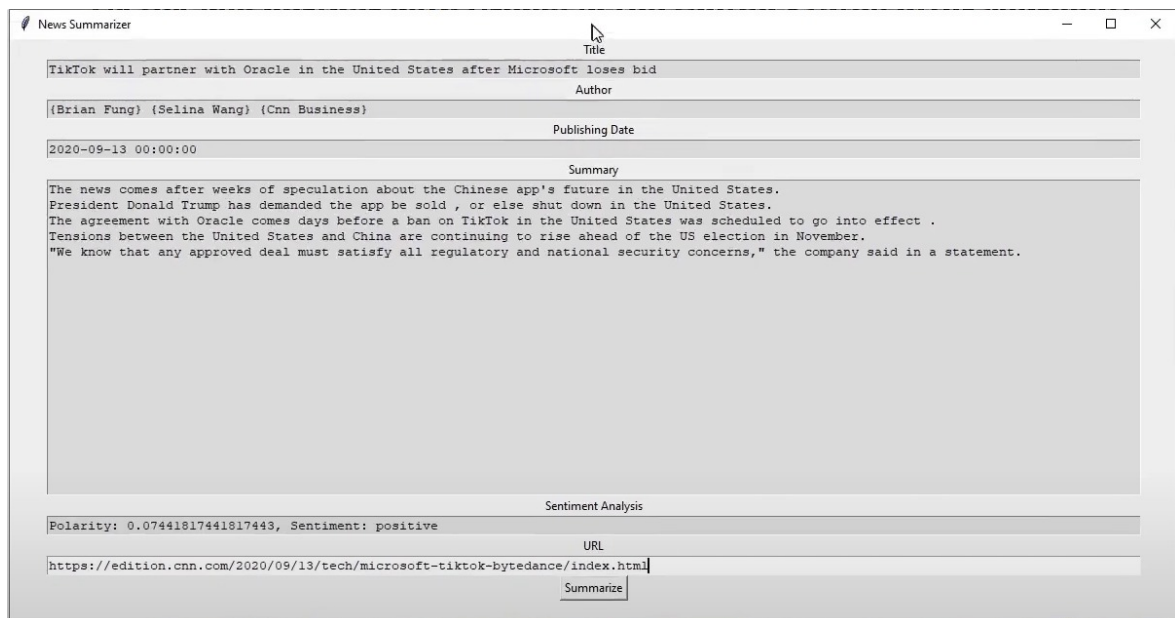 News Summarizer
Title
TikTok will partner with Oracle in the United States after Microsoft loses bid
Author
{Brian Fung} {Selina Wang} {Cnn Business}
Publishing Date
2020-09-13 00:00:00
Summary
The news comes after weeks of speculation about the Chinese app's future in the United States.
President Donald Trump has demanded the app be sold , or else shut down in the United States.
The agreement with Oracle comes days before a ban on TikTok in the United States was scheduled to go into effect .
Tensions between the United States and China are continuing to rise ahead of the US election in November.
"We know that any approved deal must satisfy all regulatory and national security concerns," the company said in a statement.
Sentiment Analysis
Polarity: 0.07441817441817443, Sentiment: positive
URL
https://edition.cnn.com/2020/09/13/tech/microsoft-tiktok-bytedance/index.html
Summarize